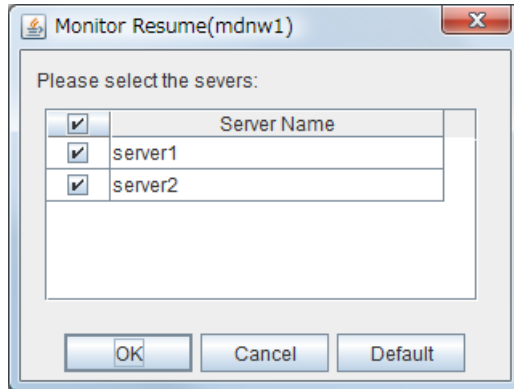 Monitor Resume(mdnw1)
Please select the severs:
Server Name
server1
server2
OK Cancel Default